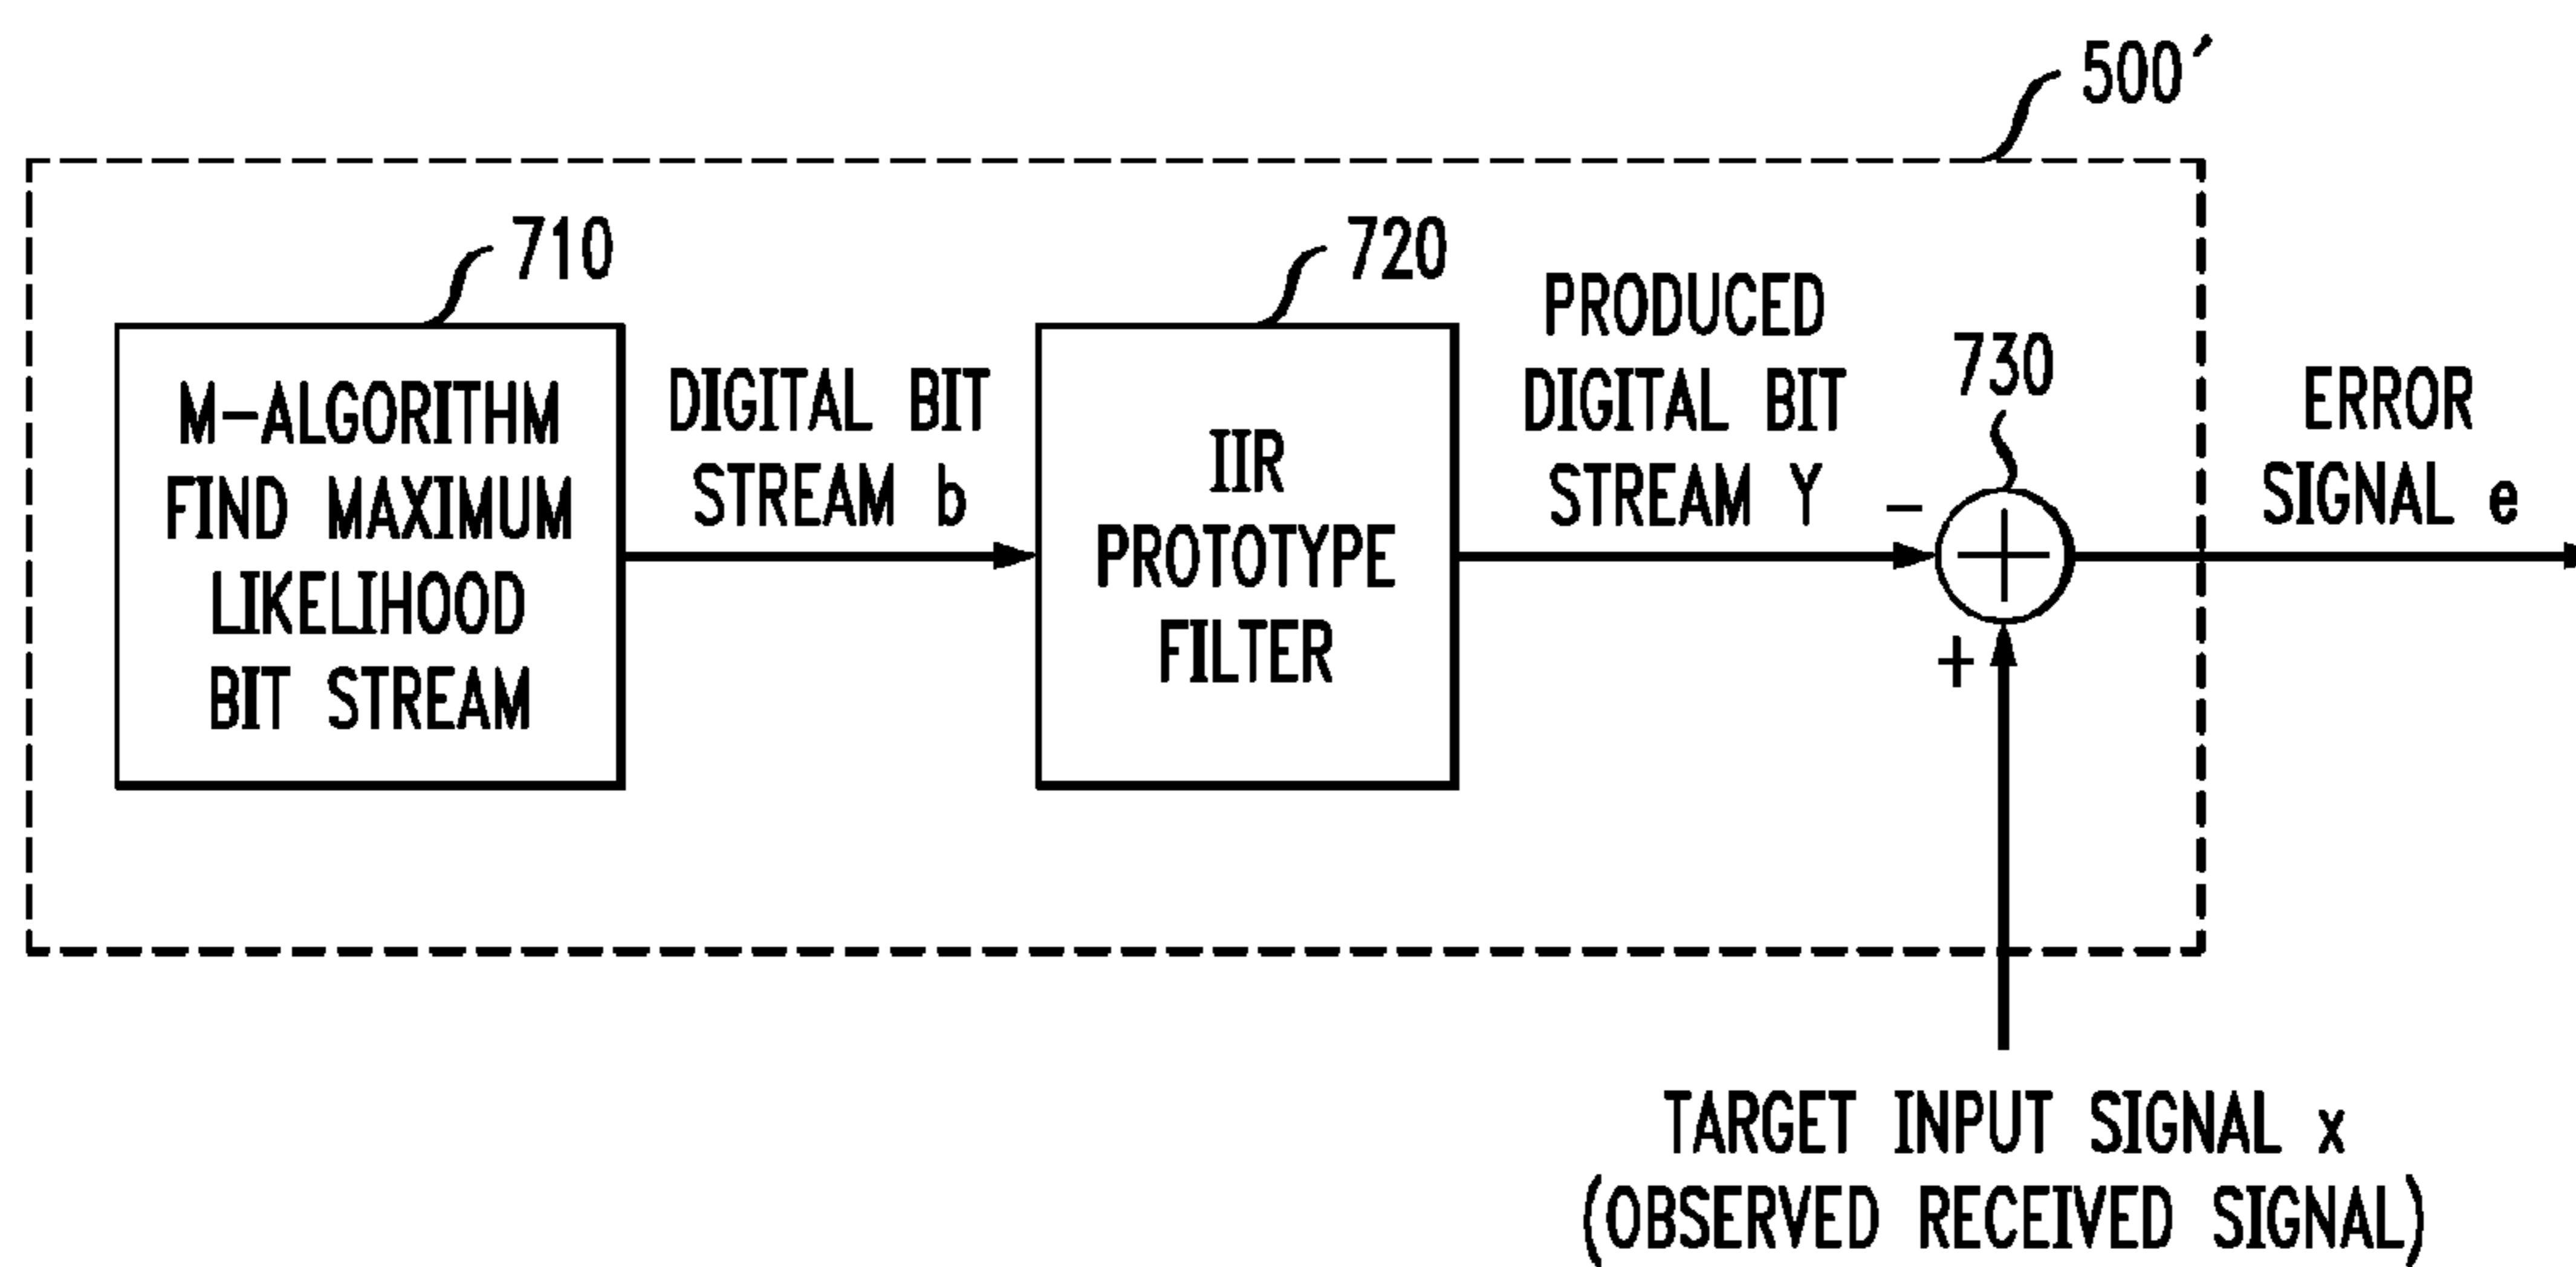 500′
710
M-ALGORITHM
FIND MAXIMUM
LIKELIHOOD
BIT STREAM
DIGITAL BIT
STREAM b
720
IIR
PROTOTYPE
FILTER
PRODUCED
DIGITAL BIT
STREAM Y
730
-
+
ERROR
SIGNAL e
TARGET INPUT SIGNAL x
(OBSERVED RECEIVED SIGNAL)